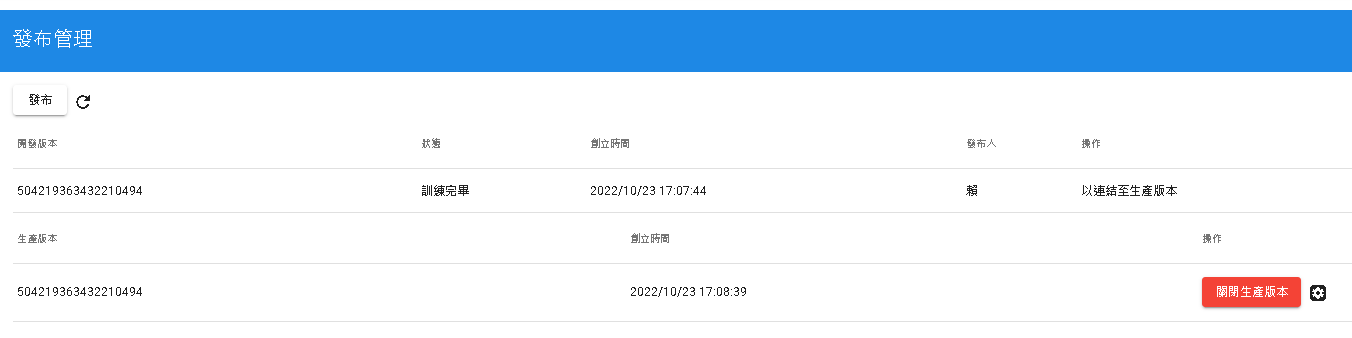 發布管理
發布
開發版本 狀態 創立時間 發布人 操作
504219363432210494 訓練完畢 2022/10/23 17:07:44 賴 以連結至生產版本
生產版本 創立時間 操作
504219363432210494 2022/10/23 17:08:39 關閉生產版本